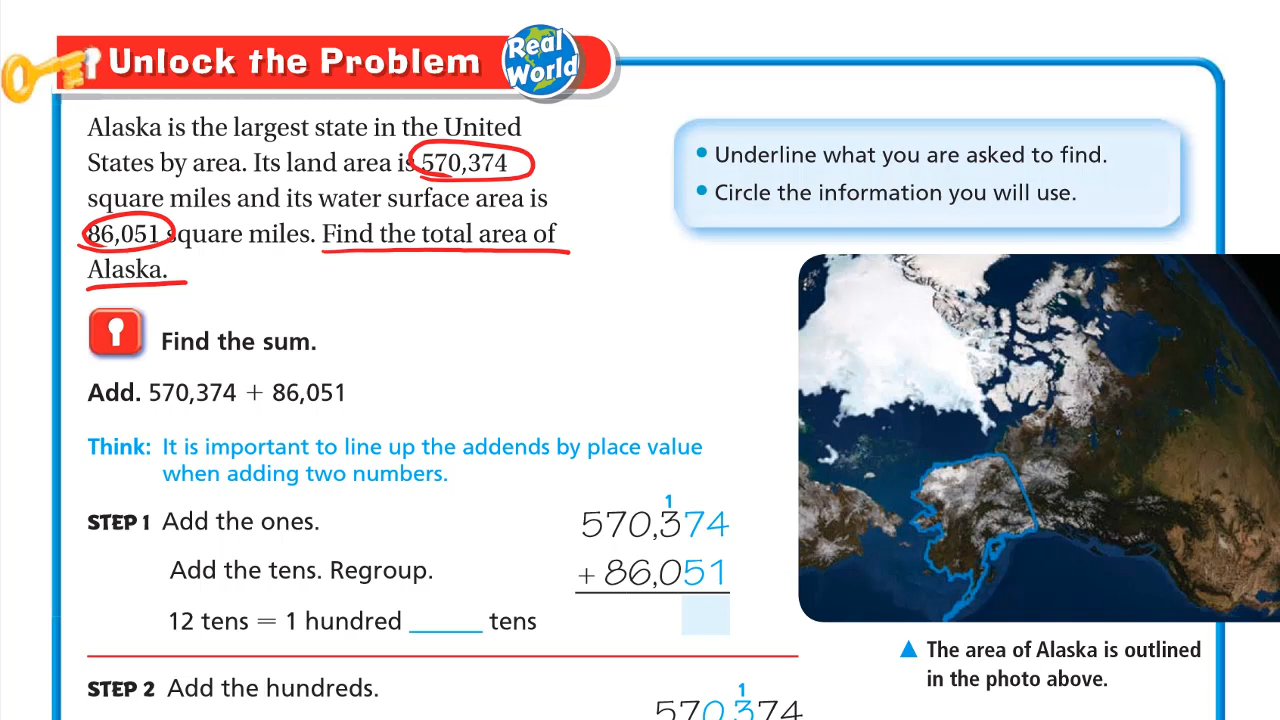 Unlock the Problem
Real
World
Alaska is the largest state in the United
States by area. Its land area is 570,374
square miles and its water surface area is
86,051 square miles. Find the total area of
Alaska.
• Underline what you are asked to find.
• Circle the information you will use.
Find the sum.
Add. 570,374 + 86,051
Think: It is important to line up the addends by place value
when adding two numbers.
STEP 1 Add the ones.
Add the tens. Regroup.
12 tens = 1 hundred ______ tens
1
570,374
+ 86,051
▲ The area of Alaska is outlined
in the photo above.
STEP 2 Add the hundreds.
1
570,374